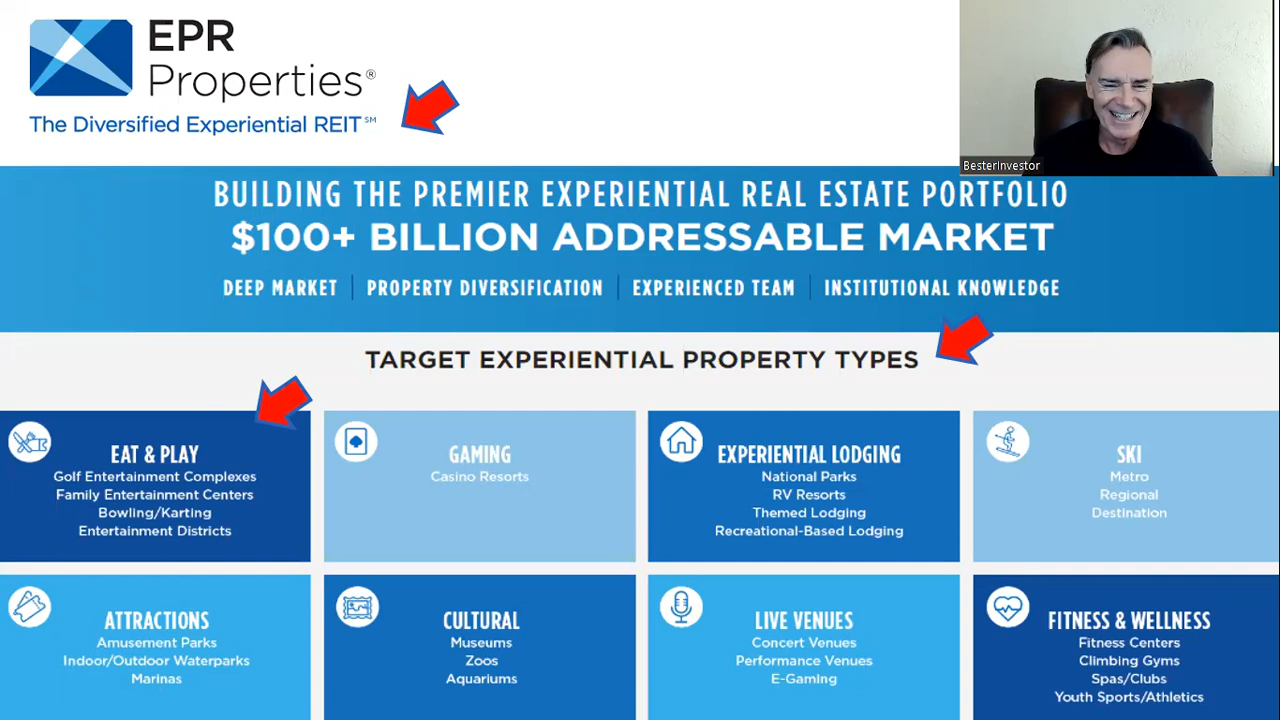 EPR
Properties®
The Diversified Experiential REIT℠
BesterInvestor
BUILDING THE PREMIER EXPERIENTIAL REAL ESTATE PORTFOLIO
$100+ BILLION ADDRESSABLE MARKET
DEEP MARKET | PROPERTY DIVERSIFICATION | EXPERIENCED TEAM | INSTITUTIONAL KNOWLEDGE
TARGET EXPERIENTIAL PROPERTY TYPES
EAT & PLAY
Golf Entertainment Complexes
Family Entertainment Centers
Bowling/Karting
Entertainment Districts
GAMING
Casino Resorts
EXPERIENTIAL LODGING
National Parks
RV Resorts
Themed Lodging
Recreational-Based Lodging
SKI
Metro
Regional
Destination
ATTRACTIONS
Amusement Parks
Indoor/Outdoor Waterparks
Marinas
CULTURAL
Museums
Zoos
Aquariums
LIVE VENUES
Concert Venues
Performance Venues
E-Gaming
FITNESS & WELLNESS
Fitness Centers
Climbing Gyms
Spas/Clubs
Youth Sports/Athletics